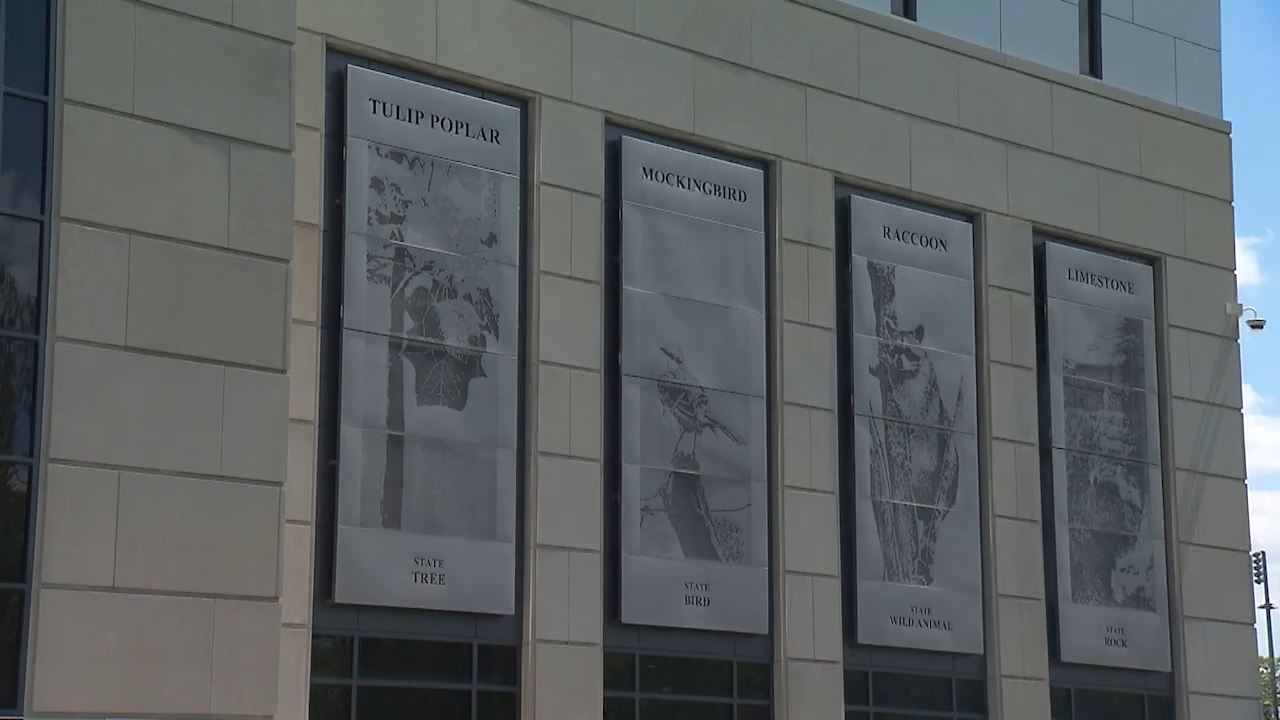 TULIP POPLAR
STATE
TREE
MOCKINGBIRD
STATE
BIRD
RACCOON
STATE
WILD ANIMAL
LIMESTONE
STATE
ROCK